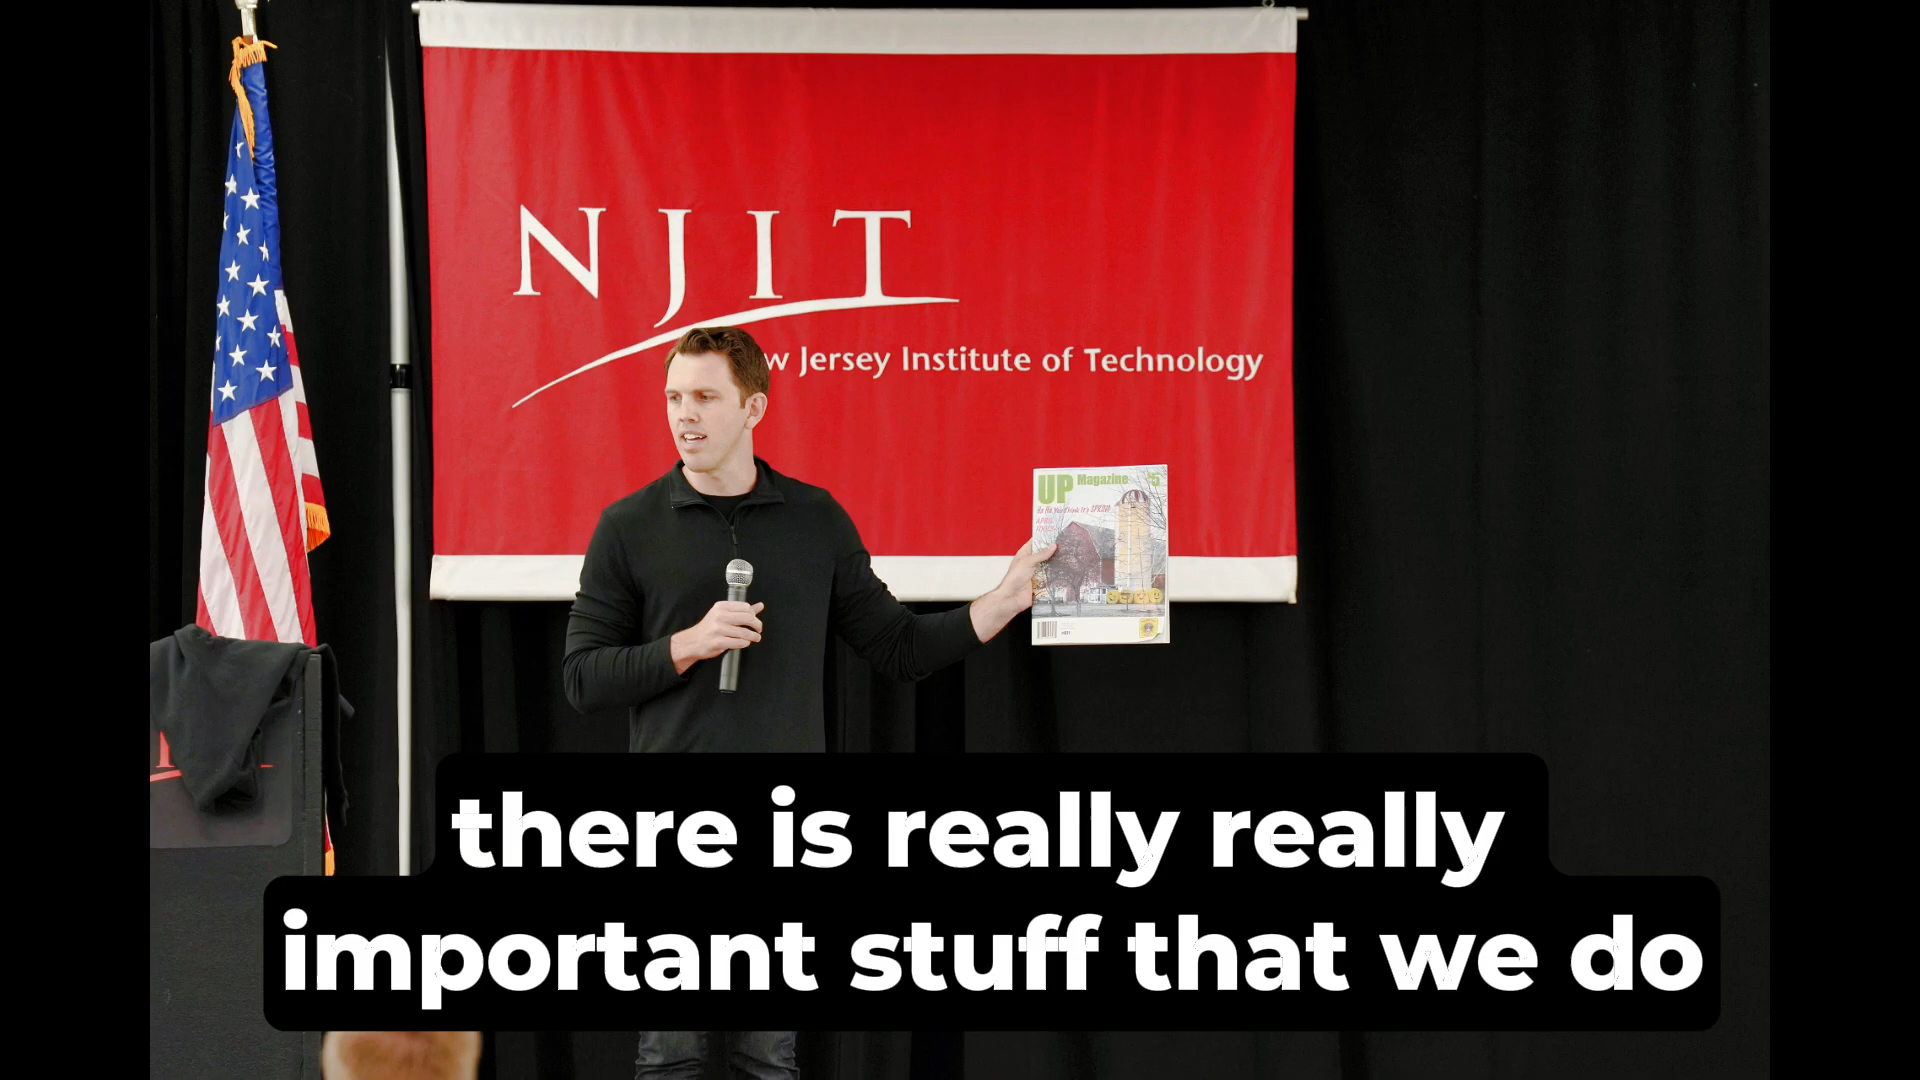 NJIT
w Jersey Institute of Technology
UP Magazine
there is really really
important stuff that we do